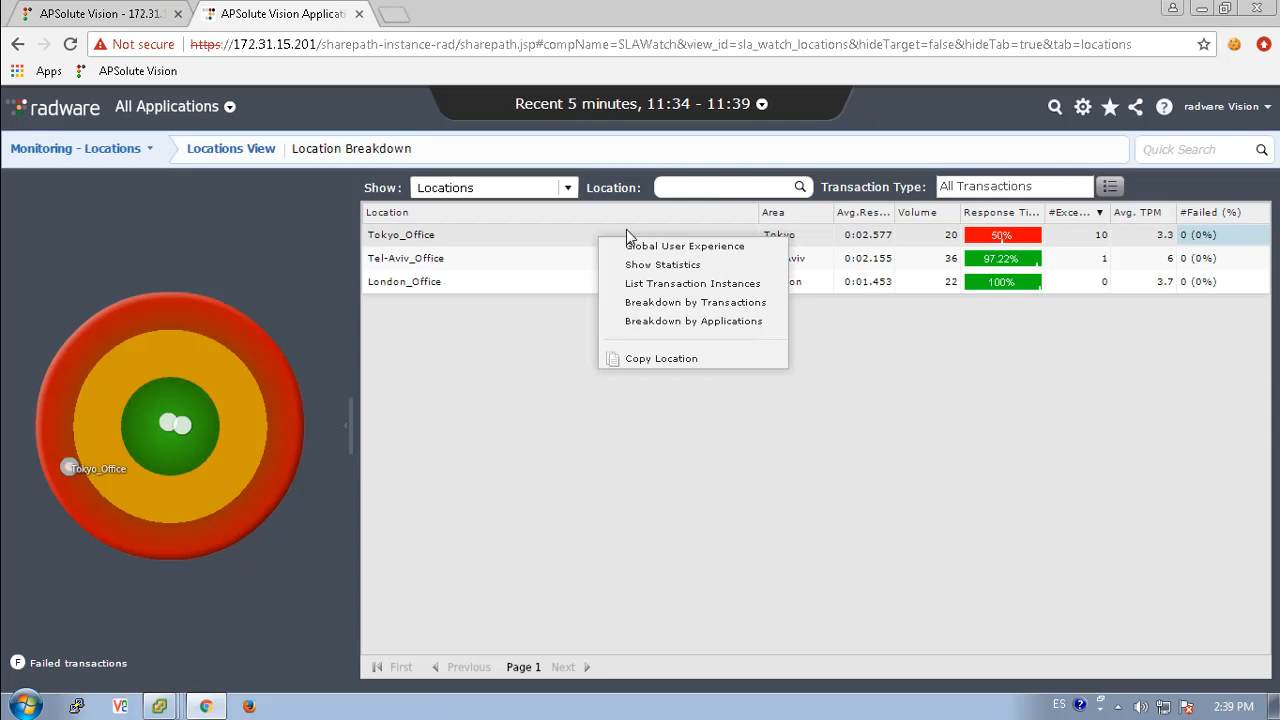 APSolute Vision - 172.31.
APSolute Vision Applicati
Not secure https://172.31.15.201/sharepath-instance-rad/sharepath.jsp#compName=SLAWatch&view_id=sla_watch_locations&hideTarget=false&hideTab=true&tab=locations
Apps APSolute Vision
radware All Applications Recent 5 minutes, 11:34 - 11:39 radware Vision
Monitoring - Locations Locations View Location Breakdown Quick Search
Show: Locations Location: Transaction Type: All Transactions
Location Area Avg.Res... Volume Response Ti... #Exce... Avg. TPM #Failed (%)
Tokyo_Office Tokyo 0:02.577 20 50% 10 3.3 0 (0%)
Tel-Aviv_Office 0:02.155 36 97.22% 1 6 0 (0%)
London_Office 0:01.453 22 100% 0 3.7 0 (0%)
Global User Experience
Show Statistics
List Transaction Instances
Breakdown by Transactions
Breakdown by Applications
Copy Location
Tokyo_Office
F Failed transactions
First Previous Page 1 Next
ES 2:39 PM